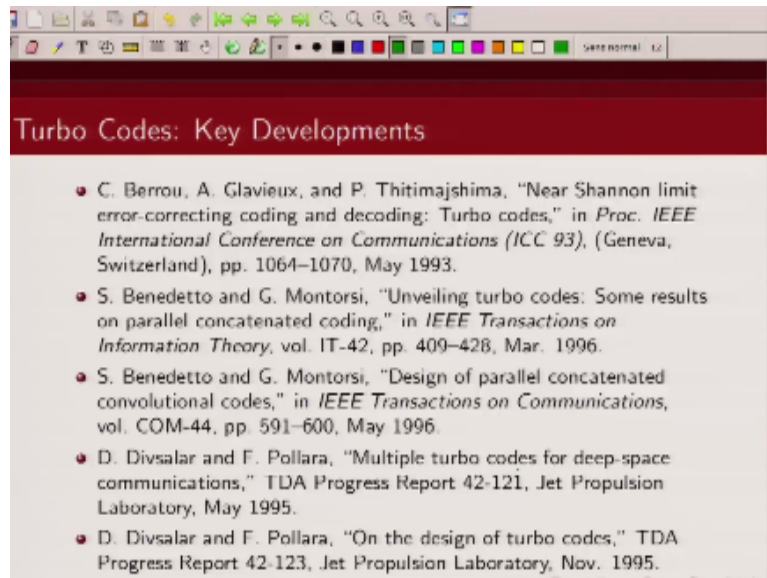 Sans normal 12
Turbo Codes: Key Developments
C. Berrou, A. Glavieux, and P. Thitimajshima, "Near Shannon limit
error-correcting coding and decoding: Turbo codes," in Proc. IEEE
International Conference on Communications (ICC 93), (Geneva,
Switzerland), pp. 1064–1070, May 1993.
S. Benedetto and G. Montorsi, "Unveiling turbo codes: Some results
on parallel concatenated coding," in IEEE Transactions on
Information Theory, vol. IT-42, pp. 409–428, Mar. 1996.
S. Benedetto and G. Montorsi, "Design of parallel concatenated
convolutional codes," in IEEE Transactions on Communications,
vol. COM-44, pp. 591–600, May 1996.
D. Divsalar and F. Pollara, "Multiple turbo codes for deep-space
communications," TDA Progress Report 42-121, Jet Propulsion
Laboratory, May 1995.
D. Divsalar and F. Pollara, "On the design of turbo codes," TDA
Progress Report 42-123, Jet Propulsion Laboratory, Nov. 1995.